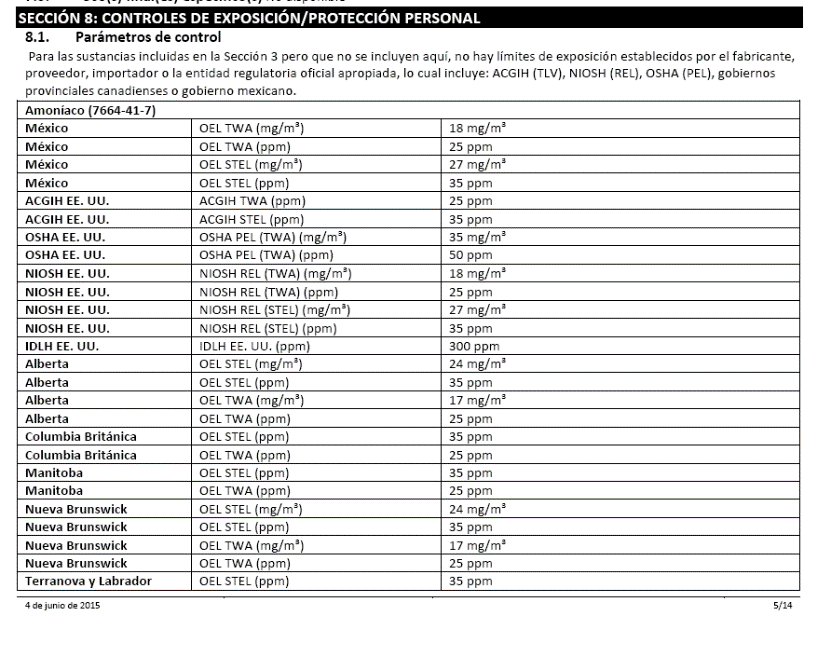 SECCIÓN 8: CONTROLES DE EXPOSICIÓN/PROTECCIÓN PERSONAL
8.1. Parámetros de control
Para las sustancias incluidas en la Sección 3 pero que no se incluyen aquí, no hay límites de exposición establecidos por el fabricante,
proveedor, importador o la entidad regulatoria oficial apropiada, lo cual incluye: ACGIH (TLV), NIOSH (REL), OSHA (PEL), gobiernos
provinciales canadienses o gobierno mexicano.
Amoníaco (7664-41-7)
México OEL TWA (mg/m³) 18 mg/m³
México OEL TWA (ppm) 25 ppm
México OEL STEL (mg/m³) 27 mg/m³
México OEL STEL (ppm) 35 ppm
ACGIH EE. UU. ACGIH TWA (ppm) 25 ppm
ACGIH EE. UU. ACGIH STEL (ppm) 35 ppm
OSHA EE. UU. OSHA PEL (TWA) (mg/m³) 35 mg/m³
OSHA EE. UU. OSHA PEL (TWA) (ppm) 50 ppm
NIOSH EE. UU. NIOSH REL (TWA) (mg/m³) 18 mg/m³
NIOSH EE. UU. NIOSH REL (TWA) (ppm) 25 ppm
NIOSH EE. UU. NIOSH REL (STEL) (mg/m³) 27 mg/m³
NIOSH EE. UU. NIOSH REL (STEL) (ppm) 35 ppm
IDLH EE. UU. IDLH EE. UU. (ppm) 300 ppm
Alberta OEL STEL (mg/m³) 24 mg/m³
Alberta OEL STEL (ppm) 35 ppm
Alberta OEL TWA (mg/m³) 17 mg/m³
Alberta OEL TWA (ppm) 25 ppm
Columbia Británica OEL STEL (ppm) 35 ppm
Columbia Británica OEL TWA (ppm) 25 ppm
Manitoba OEL STEL (ppm) 35 ppm
Manitoba OEL TWA (ppm) 25 ppm
Nueva Brunswick OEL STEL (mg/m³) 24 mg/m³
Nueva Brunswick OEL STEL (ppm) 35 ppm
Nueva Brunswick OEL TWA (mg/m³) 17 mg/m³
Nueva Brunswick OEL TWA (ppm) 25 ppm
Terranova y Labrador OEL STEL (ppm) 35 ppm
4 de junio de 2015 5/14